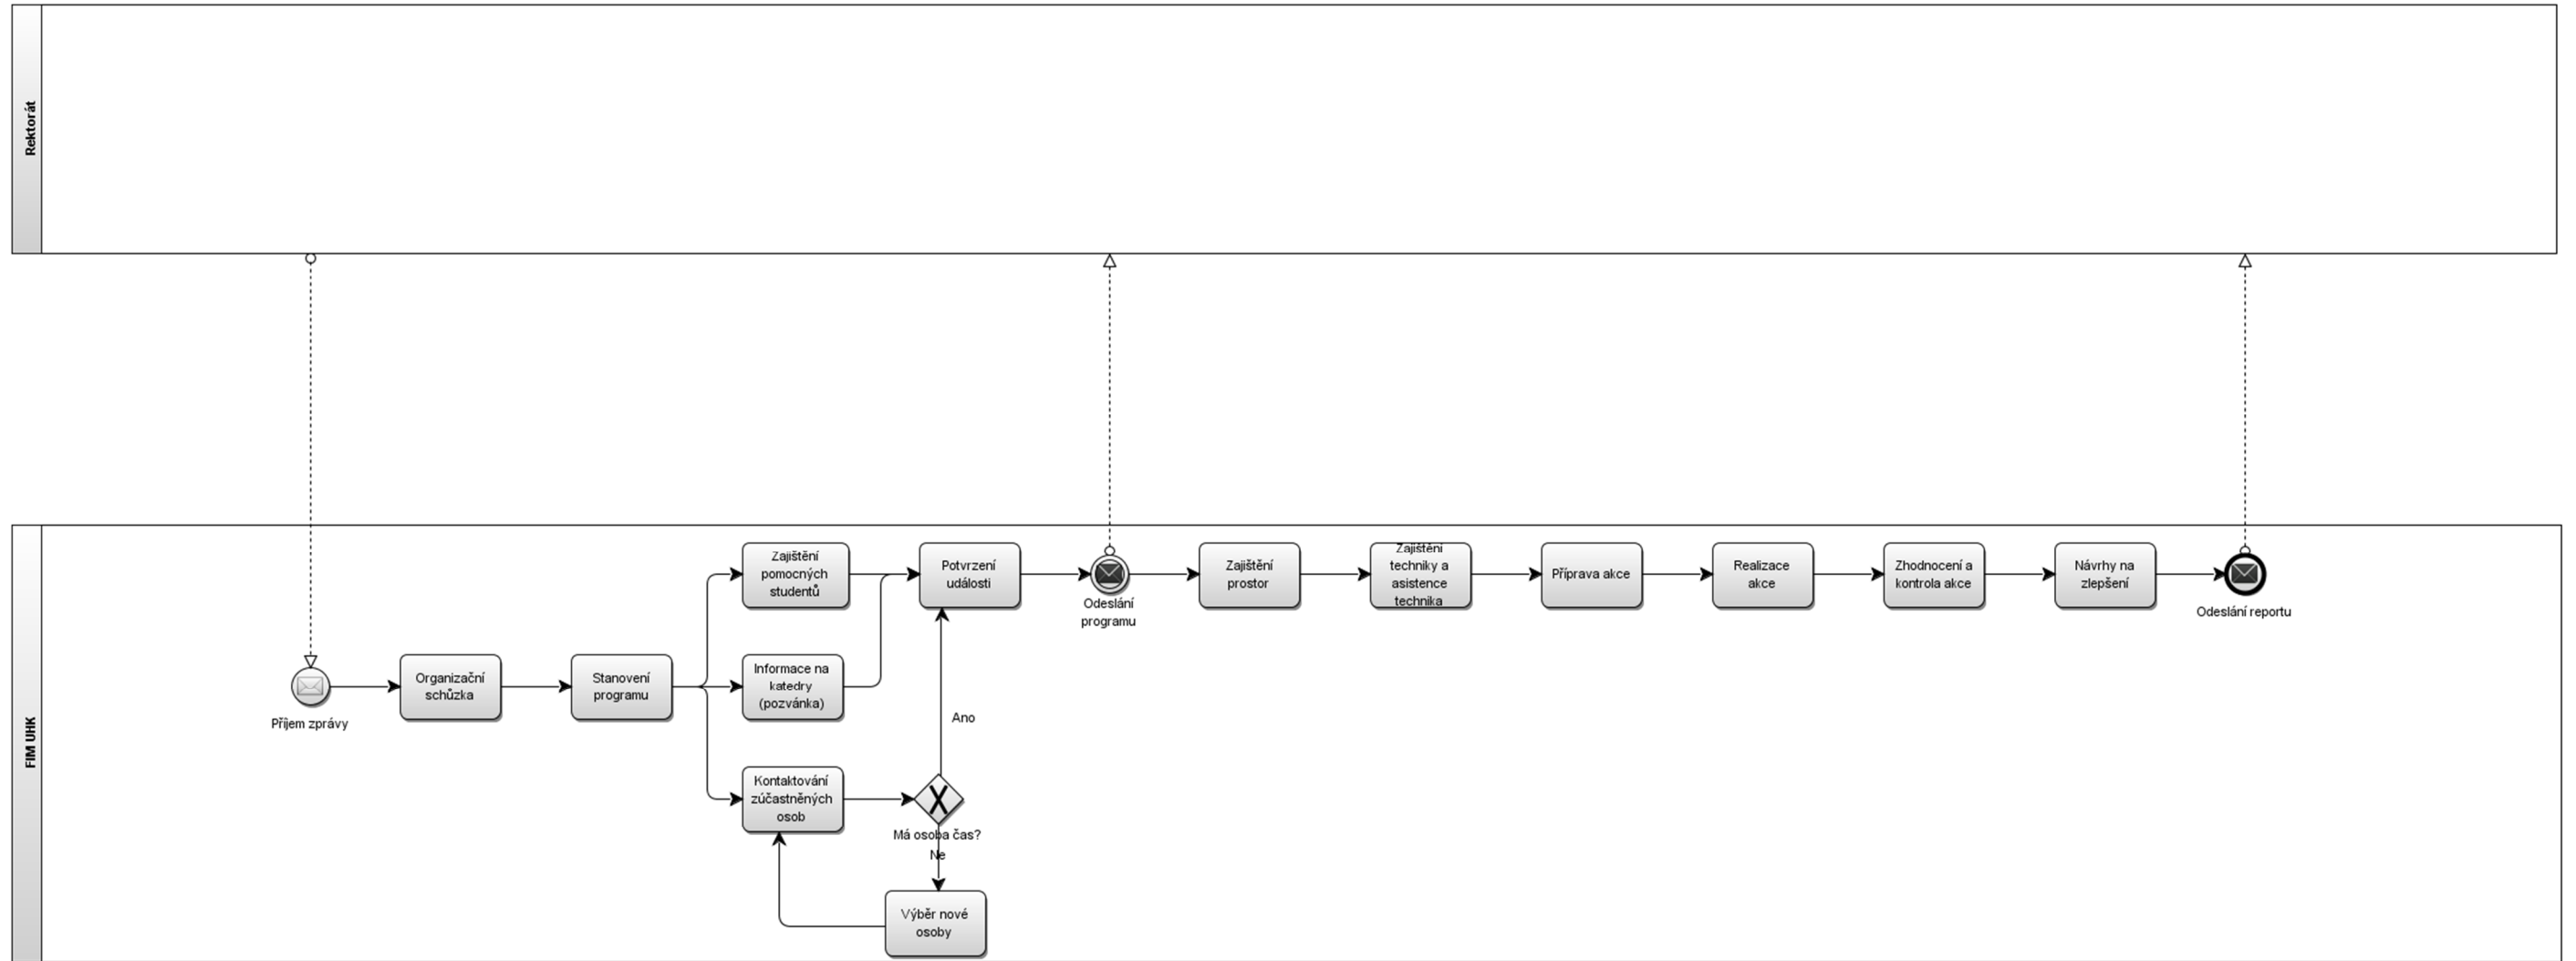 Rektorát
FIM UHK
Příjem zprávy
Organizační
schůzka
Stanovení
programu
Zajištění
pomocných
studentů
Informace na
katedry
(pozvánka)
Kontaktování
zúčastněných
osob
Má osoba čas?
Ano
Ne
Výběr nové
osoby
Potvrzení
události
Odeslání
programu
Zajištění
prostor
Zajištění
techniky a
asistence
technika
Příprava akce
Realizace
akce
Zhodnocení a
kontrola akce
Návrhy na
zlepšení
Odeslání reportu